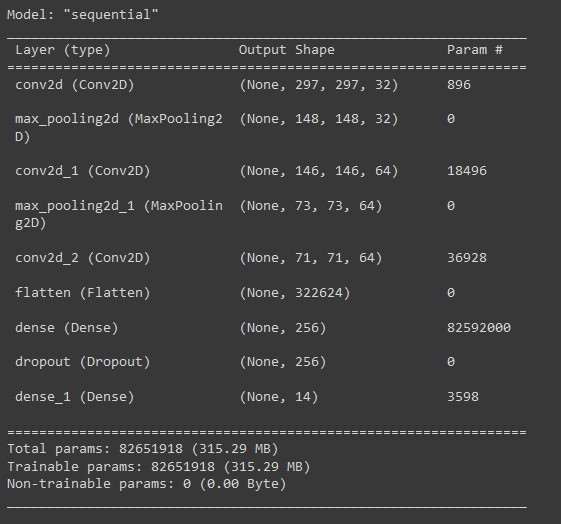 Model: "sequential"
Layer (type) Output Shape Param #
conv2d (Conv2D) (None, 297, 297, 32) 896
max_pooling2d (MaxPooling2 (None, 148, 148, 32) 0
D)
conv2d_1 (Conv2D) (None, 146, 146, 64) 18496
max_pooling2d_1 (MaxPoolin (None, 73, 73, 64) 0
g2D)
conv2d_2 (Conv2D) (None, 71, 71, 64) 36928
flatten (Flatten) (None, 322624) 0
dense (Dense) (None, 256) 82592000
dropout (Dropout) (None, 256) 0
dense_1 (Dense) (None, 14) 3598
Total params: 82651918 (315.29 MB)
Trainable params: 82651918 (315.29 MB)
Non-trainable params: 0 (0.00 Byte)